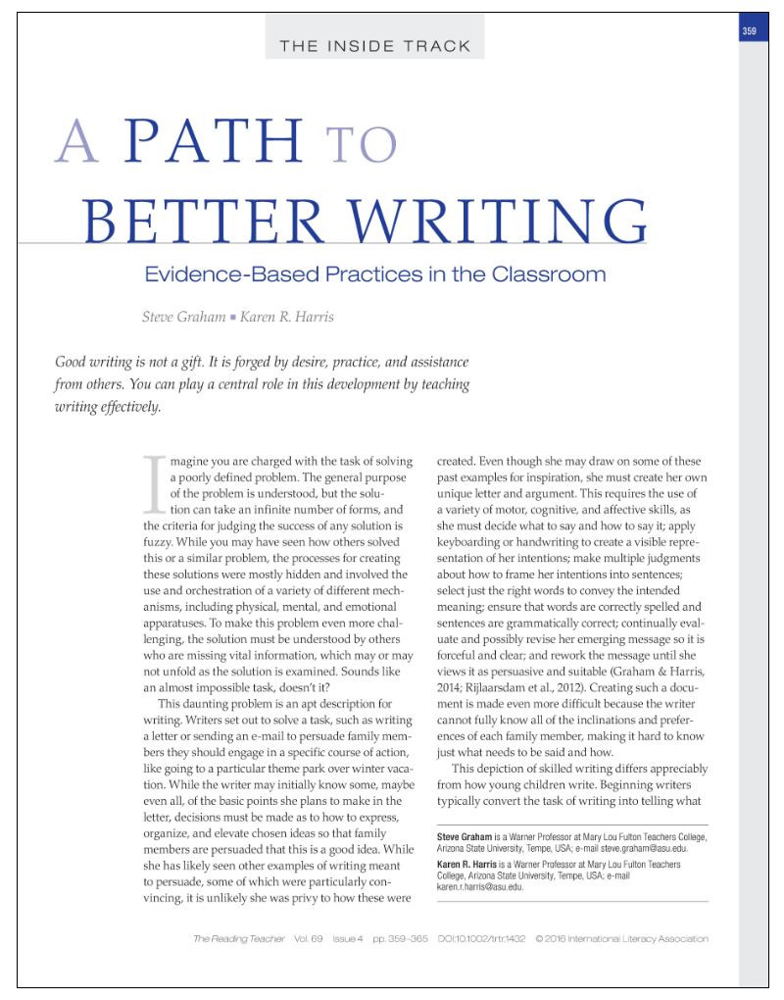 THE INSIDE TRACK
359
A PATH TO
BETTER WRITING
Evidence-Based Practices in the Classroom
Steve Graham ■ Karen R. Harris
Good writing is not a gift. It is forged by desire, practice, and assistance
from others. You can play a central role in this development by teaching
writing effectively.
Imagine you are charged with the task of solving
a poorly defined problem. The general purpose
of the problem is understood, but the solu-
tion can take an infinite number of forms, and
the criteria for judging the success of any solution is
fuzzy. While you may have seen how others solved
this or a similar problem, the processes for creating
these solutions were mostly hidden and involved the
use and orchestration of a variety of different mech-
anisms, including physical, mental, and emotional
apparatuses. To make this problem even more chal-
lenging, the solution must be understood by others
who are missing vital information, which may or may
not unfold as the solution is examined. Sounds like
an almost impossible task, doesn't it?
This daunting problem is an apt description for
writing. Writers set out to solve a task, such as writing
a letter or sending an e-mail to persuade family mem-
bers they should engage in a specific course of action,
like going to a particular theme park over winter vaca-
tion. While the writer may initially know some, maybe
even all, of the basic points she plans to make in the
letter, decisions must be made as to how to express,
organize, and elevate chosen ideas so that family
members are persuaded that this is a good idea. While
she has likely seen other examples of writing meant
to persuade, some of which were particularly con-
vincing, it is unlikely she was privy to how these were
created. Even though she may draw on some of these
past examples for inspiration, she must create her own
unique letter and argument. This requires the use of
a variety of motor, cognitive, and affective skills, as
she must decide what to say and how to say it; apply
keyboarding or handwriting to create a visible repre-
sentation of her intentions; make multiple judgments
about how to frame her intentions into sentences;
select just the right words to convey the intended
meaning; ensure that words are correctly spelled and
sentences are grammatically correct; continually eval-
uate and possibly revise her emerging message so it is
forceful and clear; and rework the message until she
views it as persuasive and suitable (Graham & Harris,
2014; Rijlaarsdam et al., 2012). Creating such a docu-
ment is made even more difficult because the writer
cannot fully know all of the inclinations and prefer-
ences of each family member, making it hard to know
just what needs to be said and how.
This depiction of skilled writing differs appreciably
from how young children write. Beginning writers
typically convert the task of writing into telling what
Steve Graham is a Warner Professor at Mary Lou Fulton Teachers College,
Arizona State University, Tempe, USA; e-mail steve.graham@asu.edu.
Karen R. Harris is a Warner Professor at Mary Lou Fulton Teachers
College, Arizona State University, Tempe, USA; e-mail
karen.r.harris@asu.edu.
The Reading Teacher Vol. 69 Issue 4 pp. 359–365 DOI:10.1002/trtr.1432 © 2016 International Literacy Association